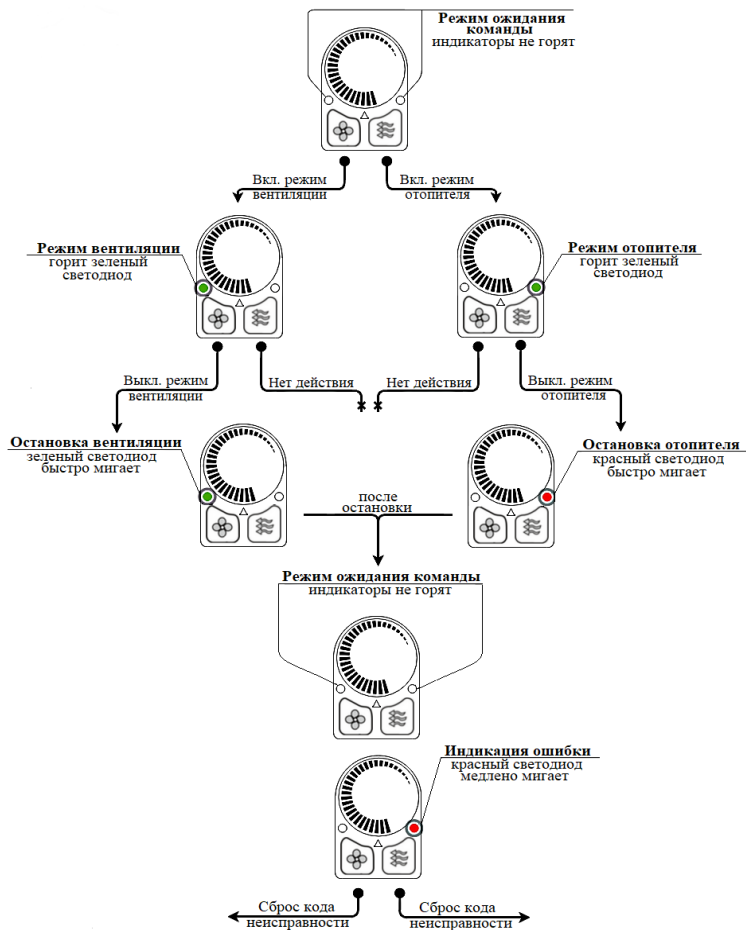 Режим ожидания
команды
индикаторы не горят
Вкл. режим
вентиляции
Вкл. режим
отопителя
Режим вентиляции
горит зеленый
светодиод
Режим отопителя
горит зеленый
светодиод
Выкл. режим
вентиляции
Нет действия
Нет действия
Выкл. режим
отопителя
Остановка вентиляции
зеленый светодиод
быстро мигает
Остановка отопителя
красный светодиод
быстро мигает
после
остановки
Режим ожидания команды
индикаторы не горят
Индикация ошибки
красный светодиод
медлено мигает
Сброс кода
неисправности
Сброс кода
неисправности